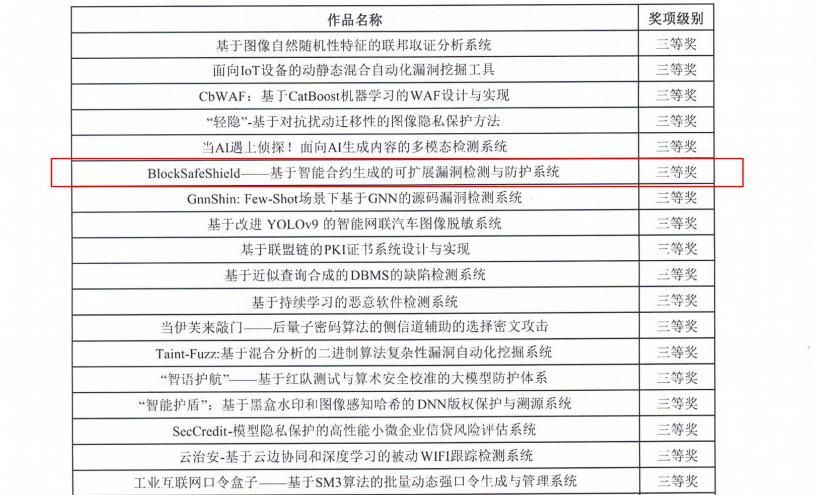 作品名称 奖项级别
基于图像自然随机性特征的联邦取证分析系统 三等奖
面向IoT设备的动静态混合自动化漏洞挖掘工具 三等奖
CbWAF：基于CatBoost机器学习的WAF设计与实现 三等奖
“轻隐”-基于对抗扰动迁移性的图像隐私保护方法 三等奖
当AI遇上侦探！面向AI生成内容的多模态检测系统 三等奖
BlockSafeShield——基于智能合约生成的可扩展漏洞检测与防护系统 三等奖
GnnShin: Few-Shot场景下基于GNN的源码漏洞检测系统 三等奖
基于改进 YOLOv9 的智能网联汽车图像脱敏系统 三等奖
基于联盟链的PKI证书系统设计与实现 三等奖
基于近似查询合成的DBMS的缺陷检测系统 三等奖
基于持续学习的恶意软件检测系统 三等奖
当伊芙来敲门——后量子密码算法的侧信道辅助的选择密文攻击 三等奖
Taint-Fuzz:基于混合分析的二进制算法复杂性漏洞自动化挖掘系统 三等奖
“智语护航”——基于红队测试与算术安全校准的大模型防护体系 三等奖
“智能护盾”：基于黑盒水印和图像感知哈希的DNN版权保护与溯源系统 三等奖
SecCredit-模型隐私保护的高性能小微企业信贷风险评估系统 三等奖
云治安-基于云边协同和深度学习的被动WIFI跟踪检测系统 三等奖
工业互联网口令盒子——基于SM3算法的批量动态强口令生成与管理系统 三等奖